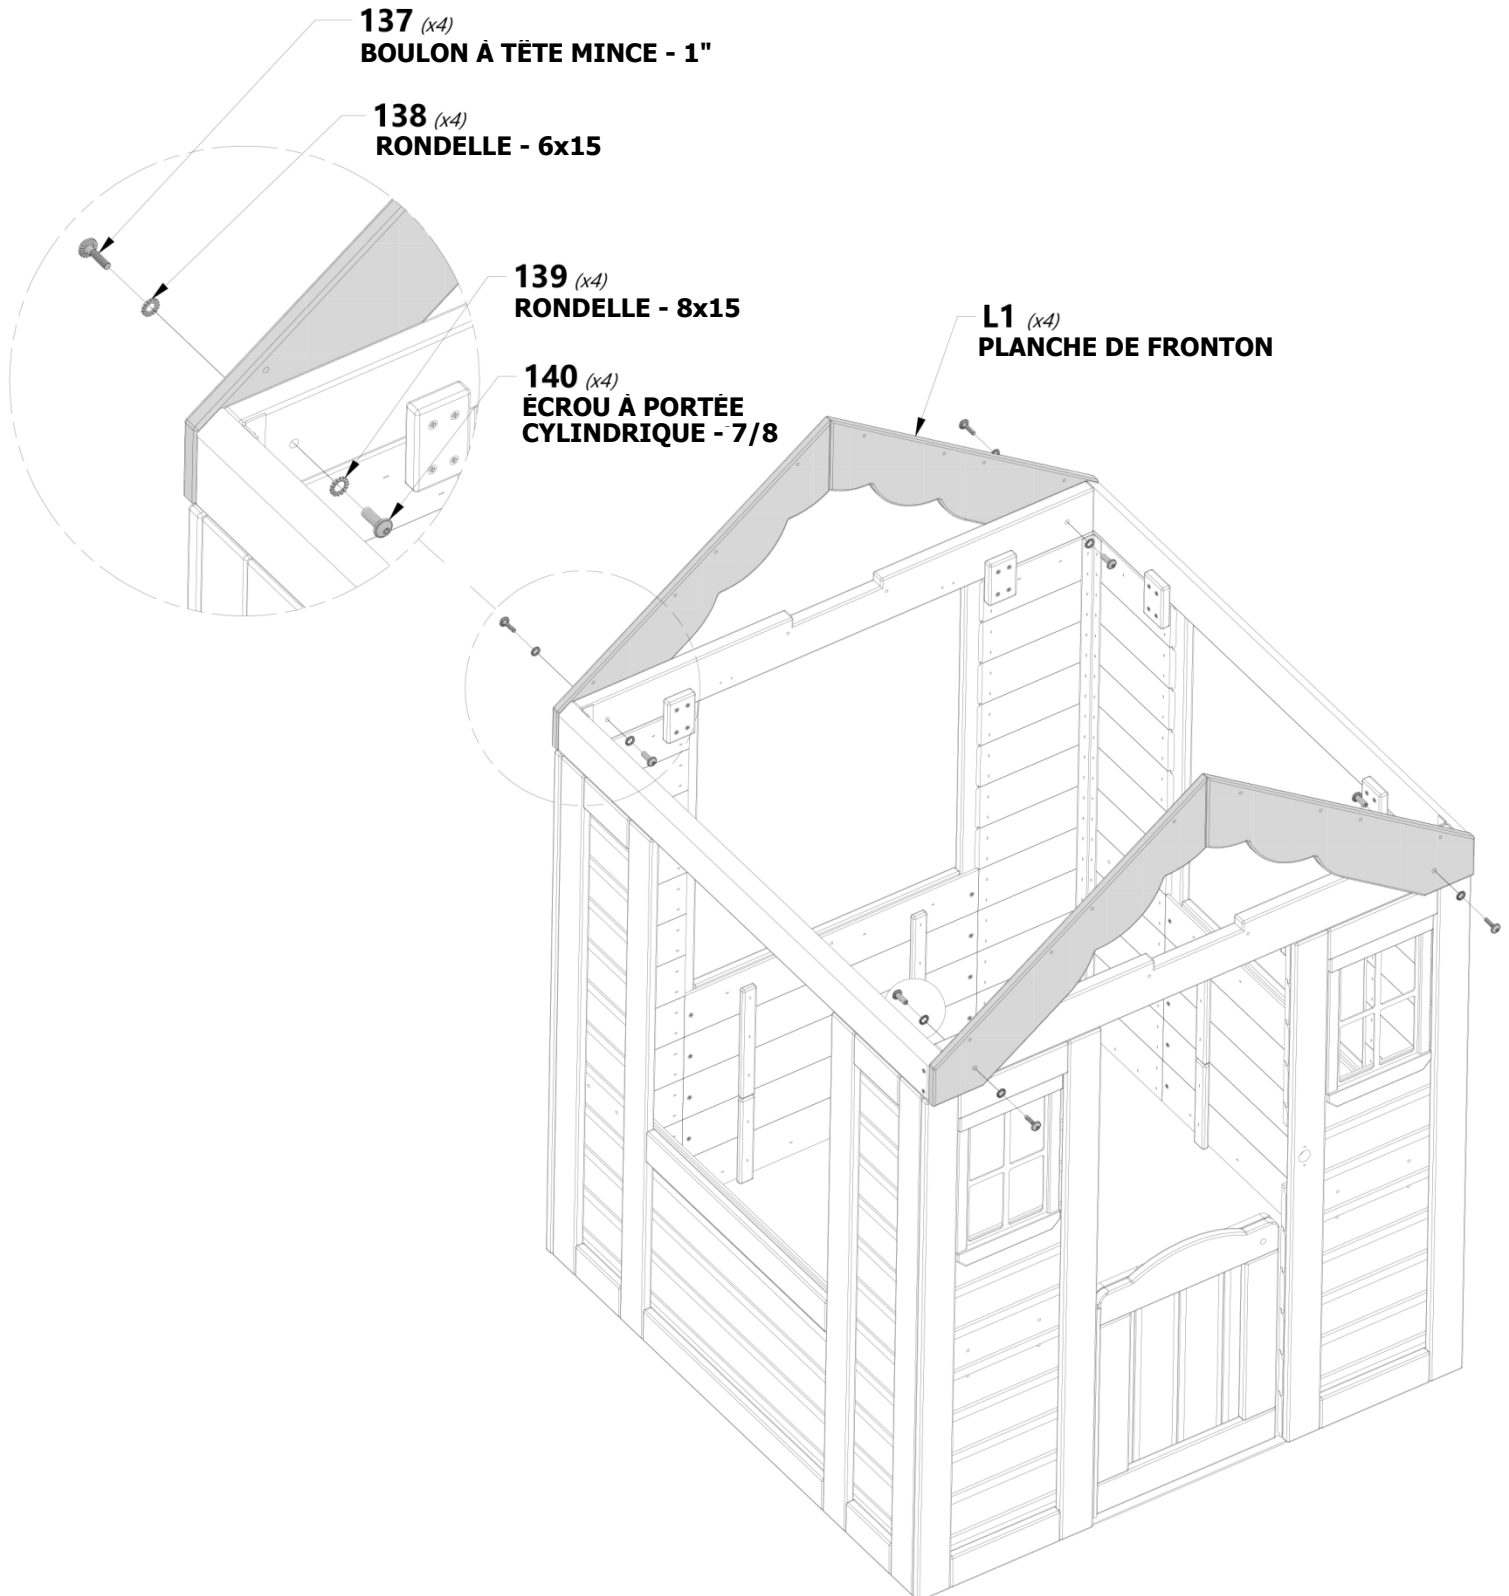 137 (x4)
BOULON À TÊTE MINCE - 1"
138 (x4)
RONDELLE - 6x15
139 (x4)
RONDELLE - 8x15
L1 (x4)
PLANCHE DE FRONTON
140 (x4)
ÉCROU À PORTÉE
CYLINDRIQUE - 7/8